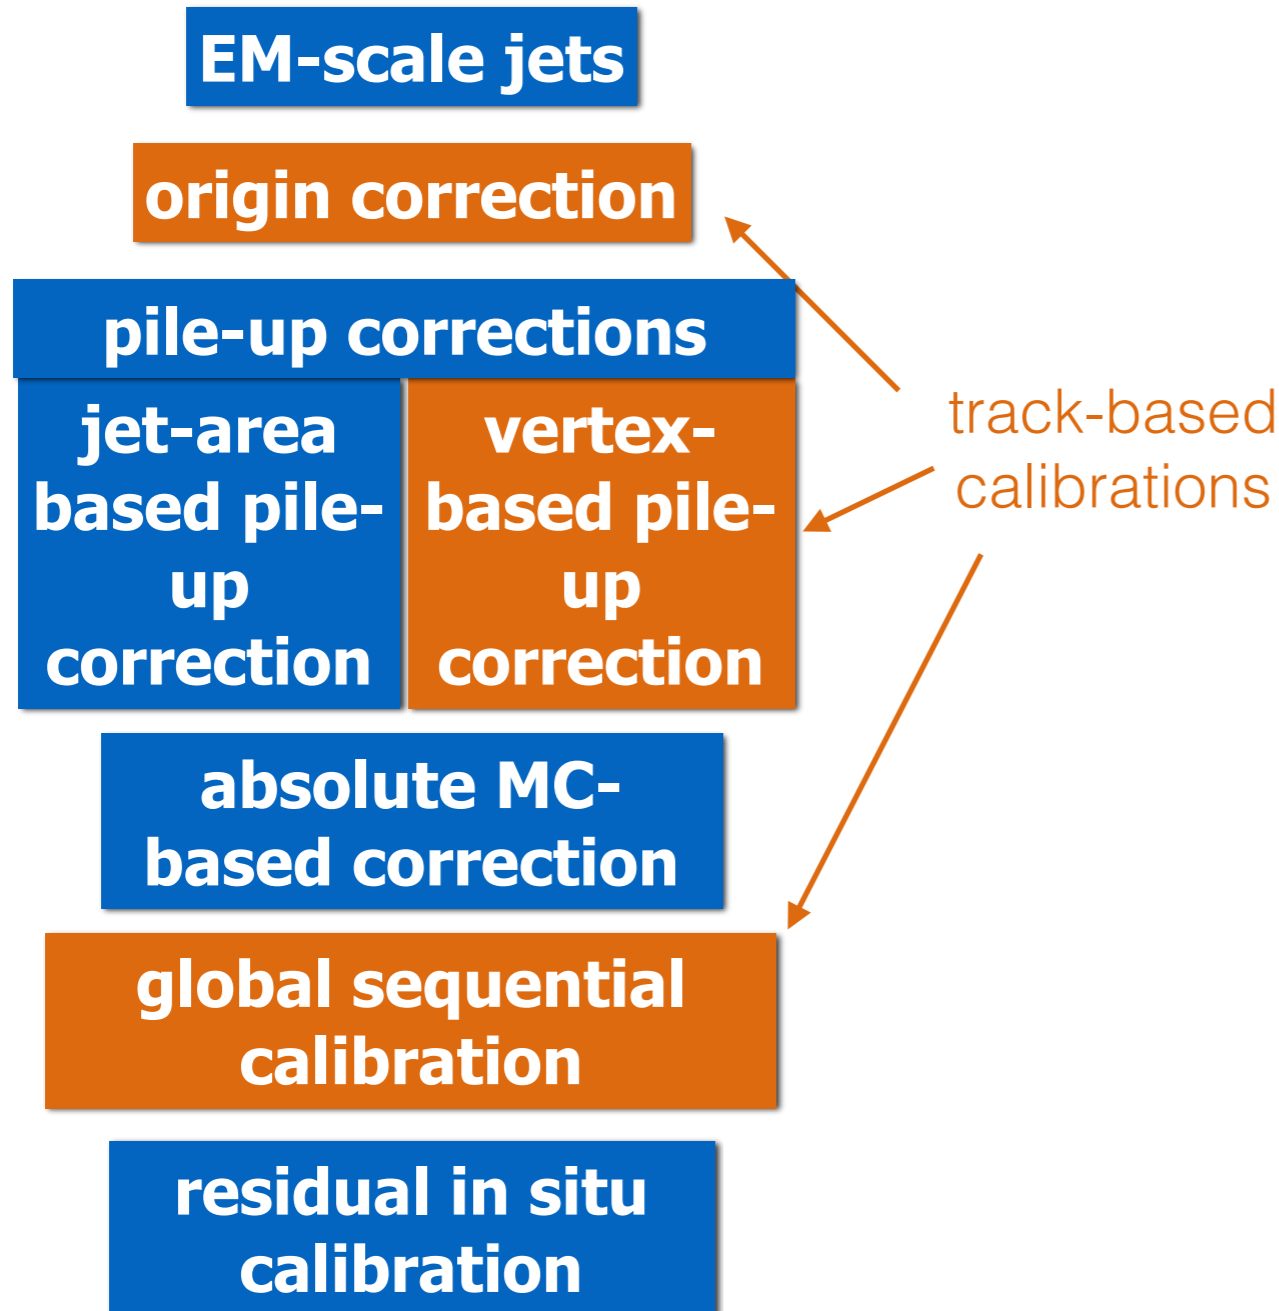 EM-scale jets
origin correction
pile-up corrections
jet-area
based pile-
up
correction
vertex-
based pile-
up
correction
track-based
calibrations
absolute MC-
based correction
global sequential
calibration
residual in situ
calibration